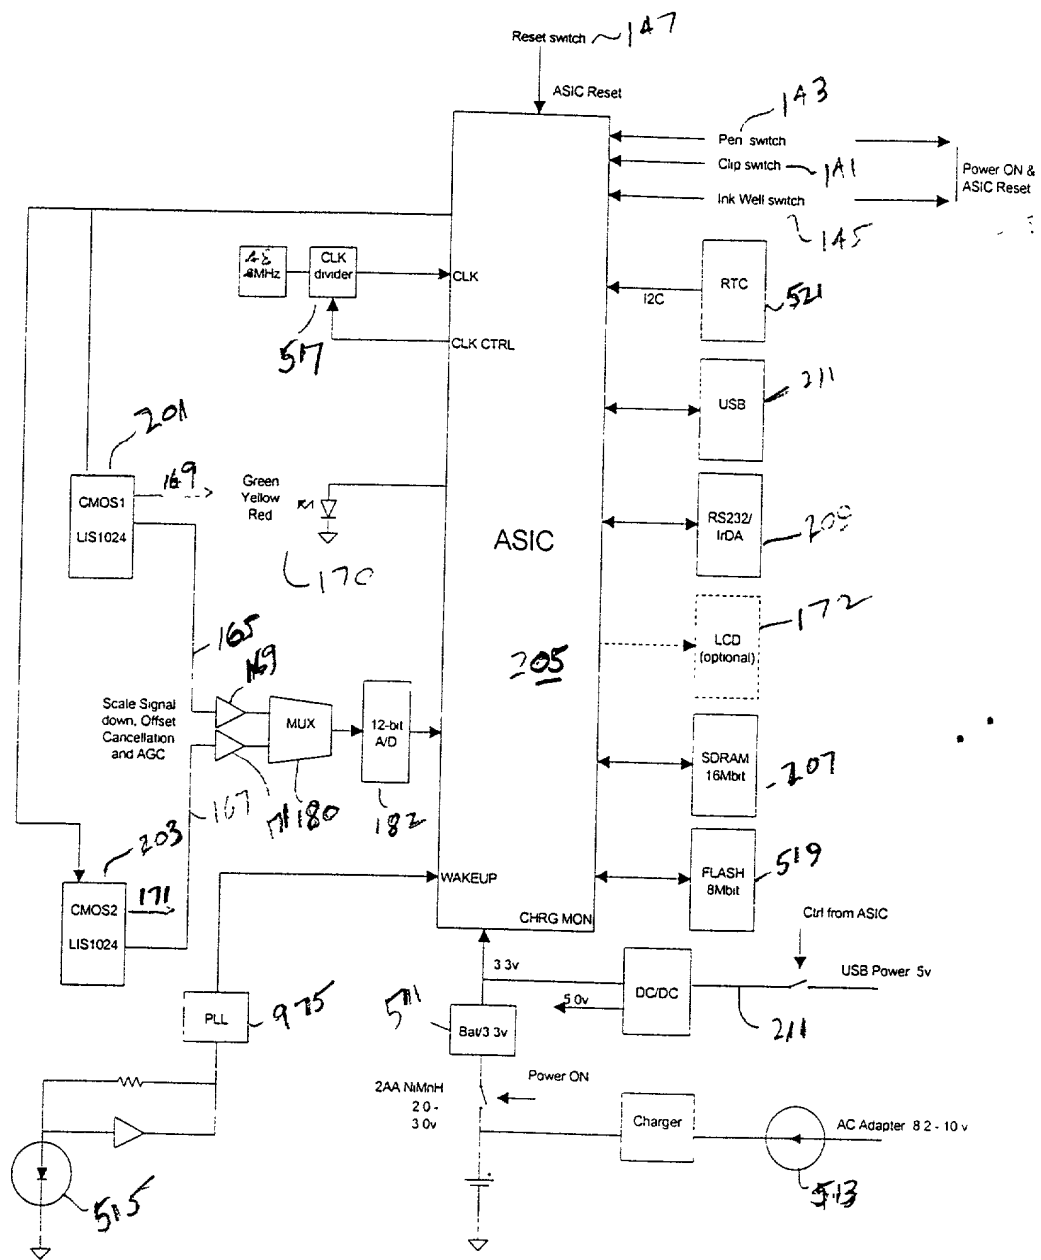 Reset switch
147
ASIC Reset
143
Pen switch
Clip switch
141
Ink Well switch
145
Power ON &
ASIC Reset
8MHz
CLK
divider
CLK
517
CLK CTRL
RTC
I2C
521
USB
211
201
169
CMOS1
LIS1024
Green
Yellow
Red
170
ASIC
205
RS232/
IrDA
209
LCD
(optional)
172
165
169
Scale Signal
down, Offset
Cancellation
and AGC
MUX
12-bit
A/D
SDRAM
16Mbit
207
167
171
180
182
203
171
CMOS2
LIS1024
WAKEUP
CHRG MON
FLASH
8Mbit
519
Ctrl from ASIC
3.3v
5.0v
DC/DC
USB Power 5v
211
PLL
975
511
Bat/3.3v
2AA NiMnH
2.0 -
3.0v
Power ON
Charger
AC Adapter 8.2 - 10 v
513
515